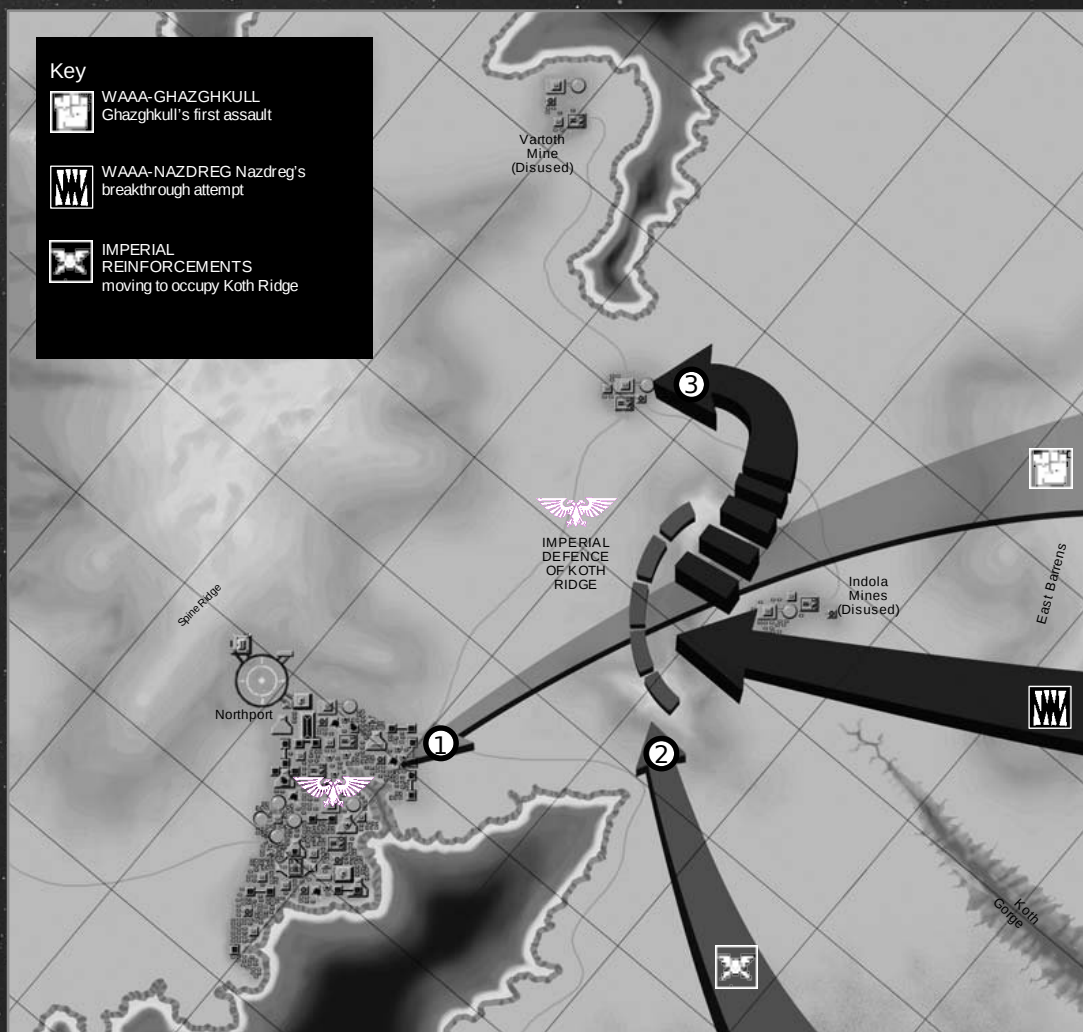 Key
WAAA-GHAZGHKULL
Ghazghkull's first assault
WAAA-NAZDREG Nazdreg's
breakthrough attempt
IMPERIAL
REINFORCEMENTS
moving to occupy Koth Ridge
Vartoth
Mine
(Disused)
3
IMPERIAL
DEFENCE
OF KOTH
RIDGE
Indola
Mines
(Disused)
East Barrens
Spine Ridge
Northport
1
2
Koth
Gorge